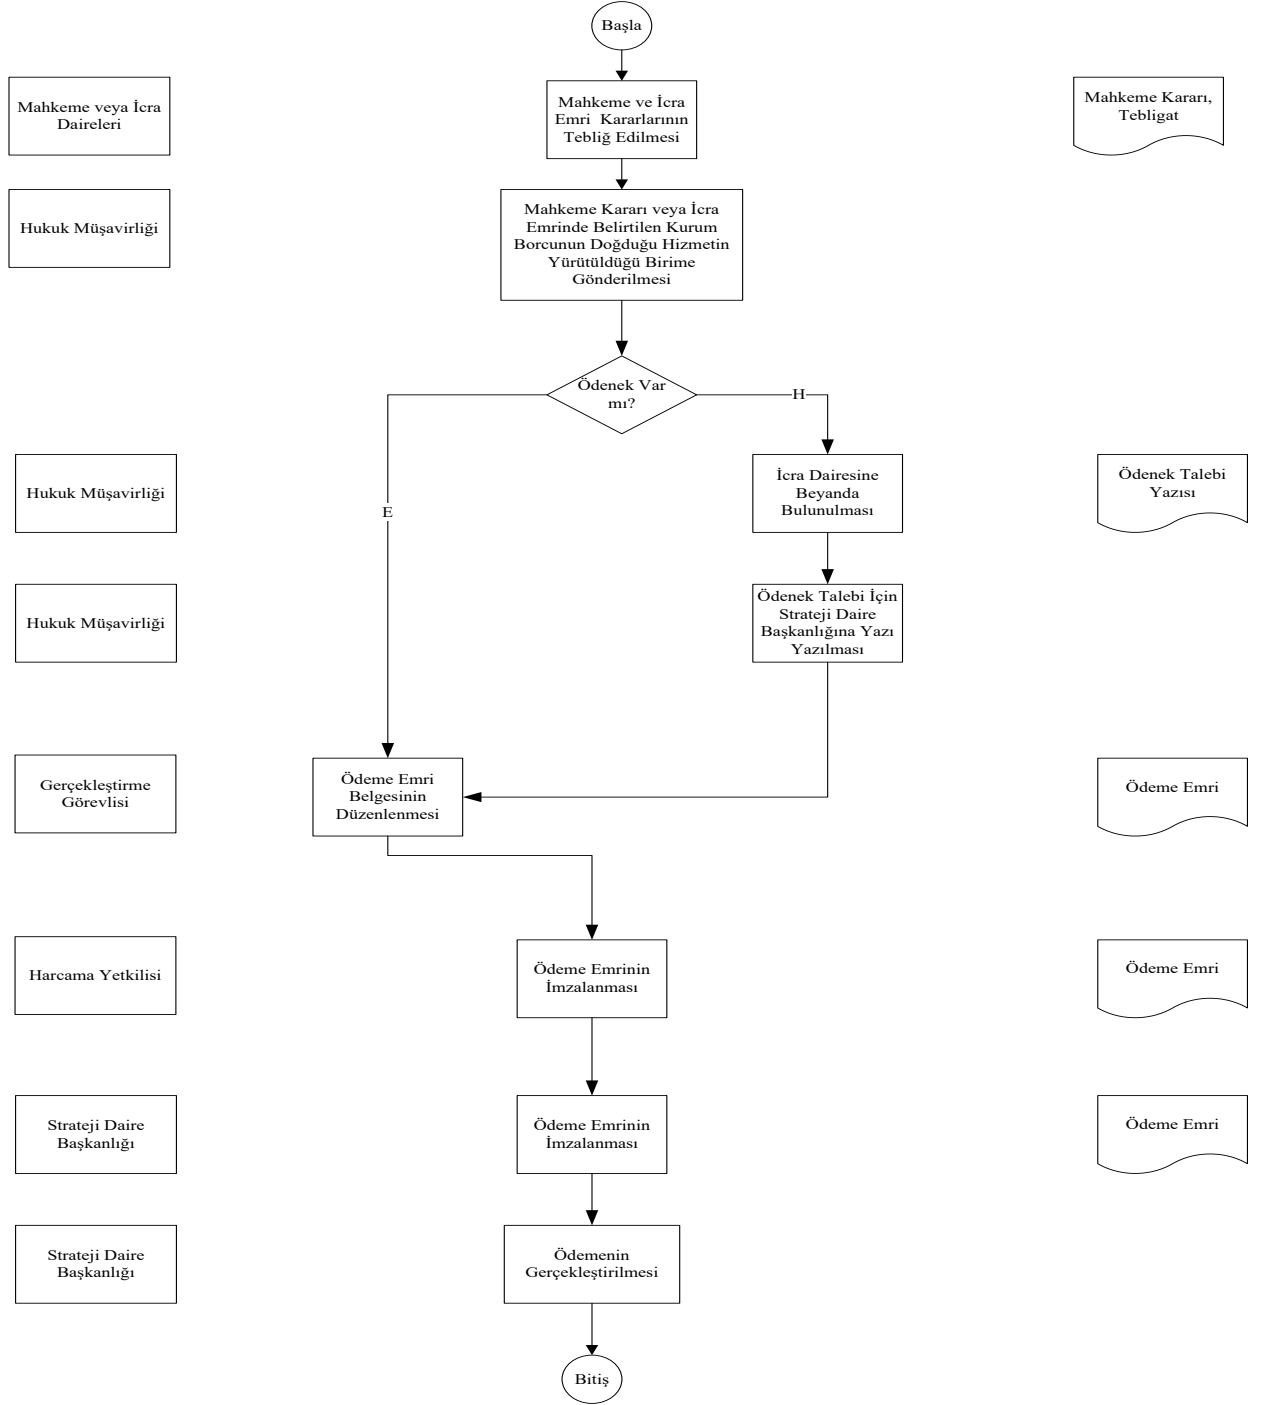 Başla
Mahkeme veya İcra
Daireleri
Mahkeme ve İcra
Emri Kararlarının
Tebliğ Edilmesi
Mahkeme Kararı,
Tebligat
Hukuk Müşavirliği
Mahkeme Kararı veya İcra
Emrinde Belirtilen Kurum
Borcunun Doğduğu Hizmetin
Yürütüldüğü Birime
Gönderilmesi
Ödenek Var
mı?
H
E
Hukuk Müşavirliği
İcra Dairesine
Beyanda
Bulunulması
Ödenek Talebi
Yazısı
Hukuk Müşavirliği
Ödenek Talebi İçin
Strateji Daire
Başkanlığına Yazı
Yazılması
Gerçekleştirme
Görevlisi
Ödeme Emri
Belgesinin
Düzenlenmesi
Ödeme Emri
Harcama Yetkilisi
Ödeme Emrinin
İmzalanması
Ödeme Emri
Strateji Daire
Başkanlığı
Ödeme Emrinin
İmzalanması
Ödeme Emri
Strateji Daire
Başkanlığı
Ödemenin
Gerçekleştirilmesi
Bitiş